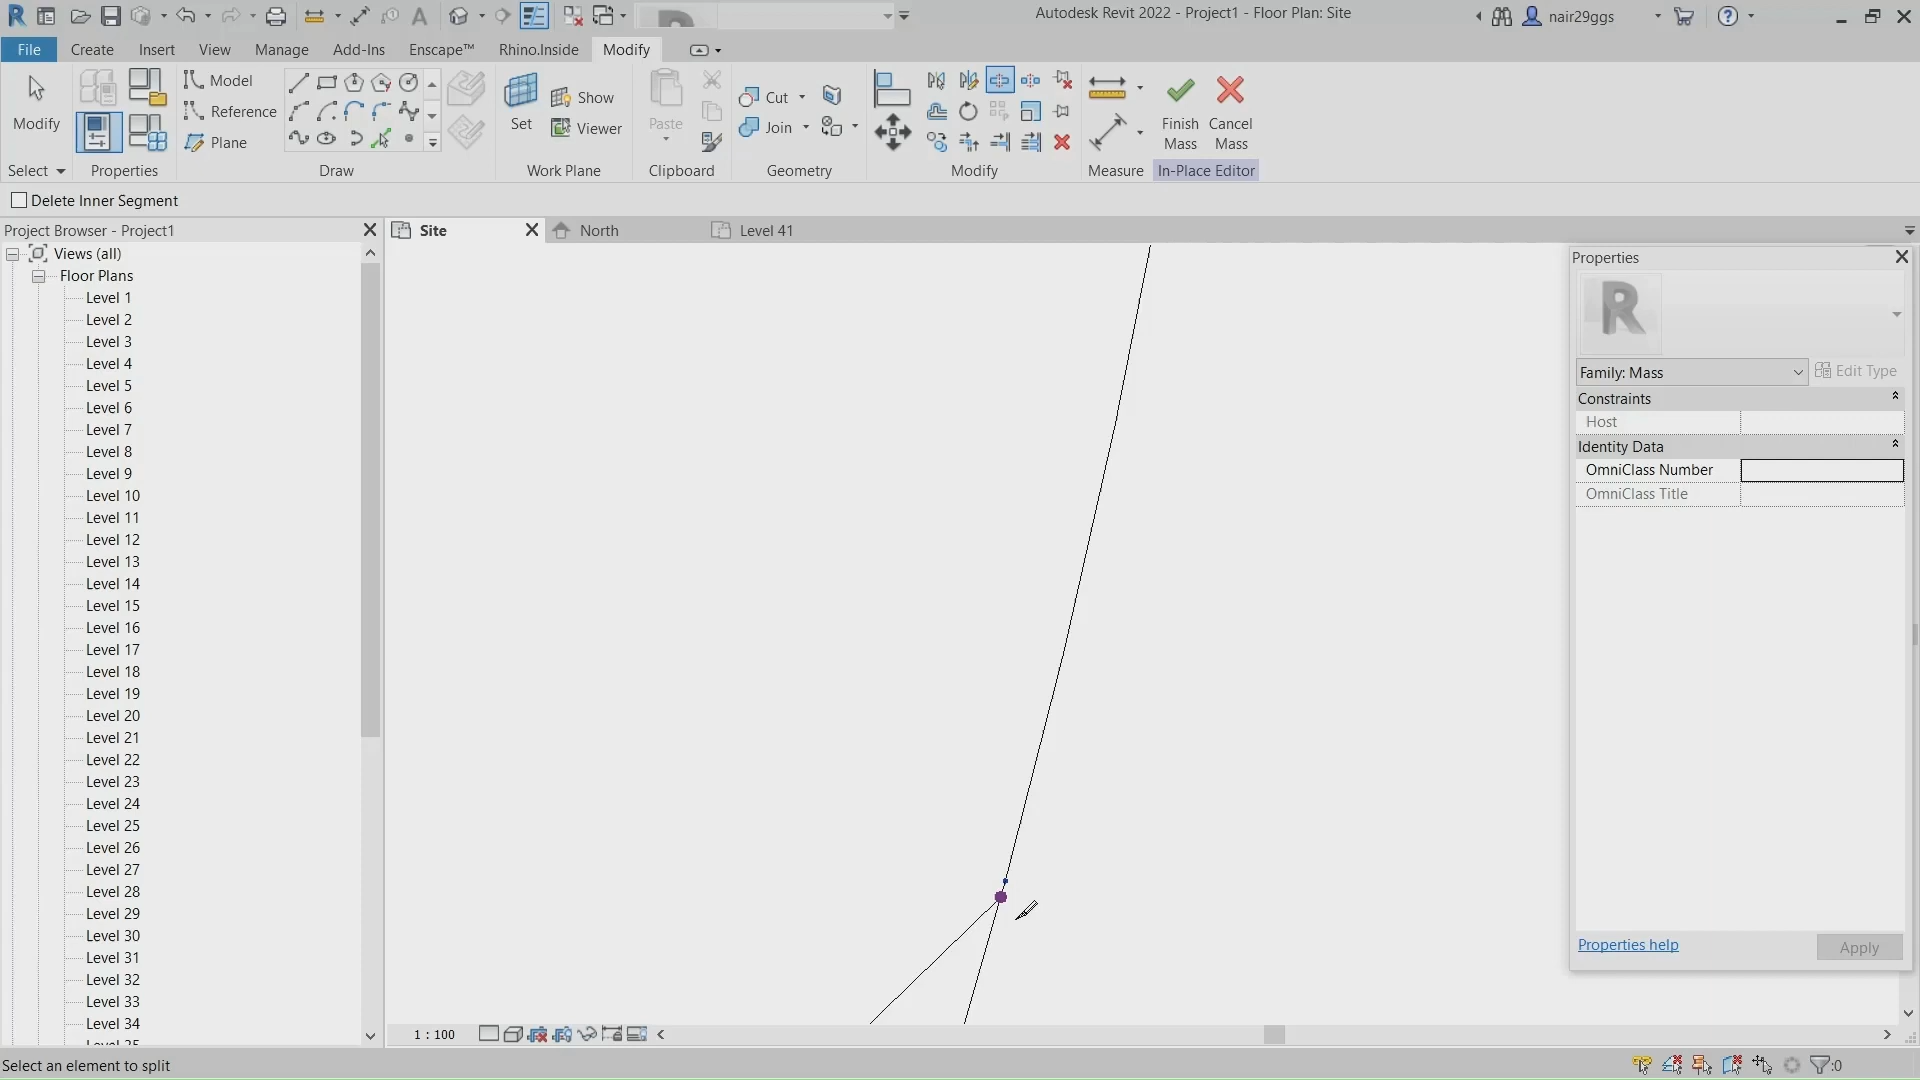 Autodesk Revit 2022 - Project1 - Floor Plan: Site
nair29ggs
File
Create
Insert
View
Manage
Add-Ins
Enscape™
Rhino.Inside
Modify
Modify
Model
Reference
Plane
Set
Show
Viewer
Paste
Cut
Join
Finish
Mass
Cancel
Mass
Select
Properties
Draw
Work Plane
Clipboard
Geometry
Modify
Measure
In-Place Editor
Delete Inner Segment
Project Browser - Project1
Site
North
Level 41
Views (all)
Floor Plans
Level 1
Level 2
Level 3
Level 4
Level 5
Level 6
Level 7
Level 8
Level 9
Level 10
Level 11
Level 12
Level 13
Level 14
Level 15
Level 16
Level 17
Level 18
Level 19
Level 20
Level 21
Level 22
Level 23
Level 24
Level 25
Level 26
Level 27
Level 28
Level 29
Level 30
Level 31
Level 32
Level 33
Level 34
Properties
Family: Mass
Edit Type
Constraints
Host
Identity Data
OmniClass Number
OmniClass Title
Properties help
Apply
1 : 100
Select an element to split
:0